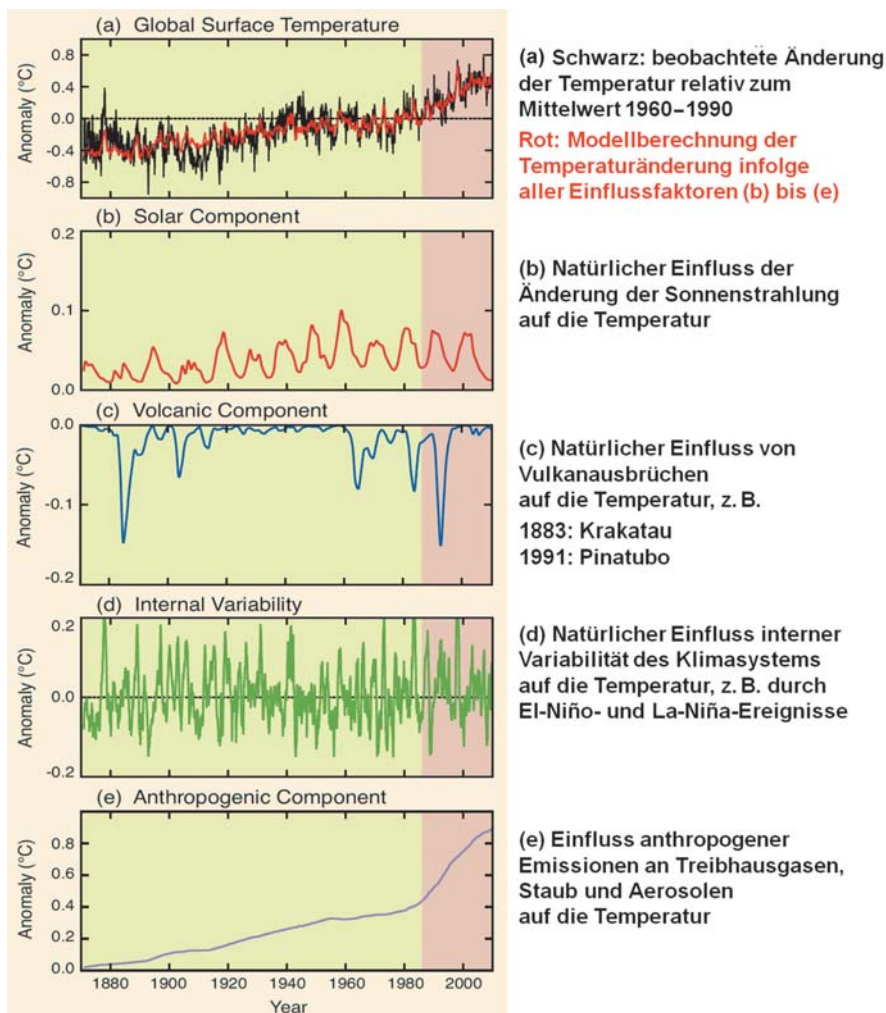 (a) Global Surface Temperature
0.8
0.4
0.0
-0.4
-0.8
Anomaly (°C)
(a) Schwarz: beobachtete Änderung
der Temperatur relativ zum
Mittelwert 1960–1990
Rot: Modellberechnung der
Temperaturänderung infolge
aller Einflussfaktoren (b) bis (e)
(b) Solar Component
0.2
0.1
0.0
Anomaly (°C)
(b) Natürlicher Einfluss der
Änderung der Sonnenstrahlung
auf die Temperatur
(c) Volcanic Component
0.0
-0.1
-0.2
Anomaly (°C)
(c) Natürlicher Einfluss von
Vulkanausbrüchen
auf die Temperatur, z. B.
1883: Krakatau
1991: Pinatubo
(d) Internal Variability
0.2
0.0
-0.2
Anomaly (°C)
(d) Natürlicher Einfluss interner
Variabilität des Klimasystems
auf die Temperatur, z. B. durch
El-Niño- und La-Niña-Ereignisse
(e) Anthropogenic Component
0.8
0.6
0.4
0.2
0.0
Anomaly (°C)
(e) Einfluss anthropogener
Emissionen an Treibhausgasen,
Staub und Aerosolen
auf die Temperatur
1880 1900 1920 1940 1960 1980 2000
Year